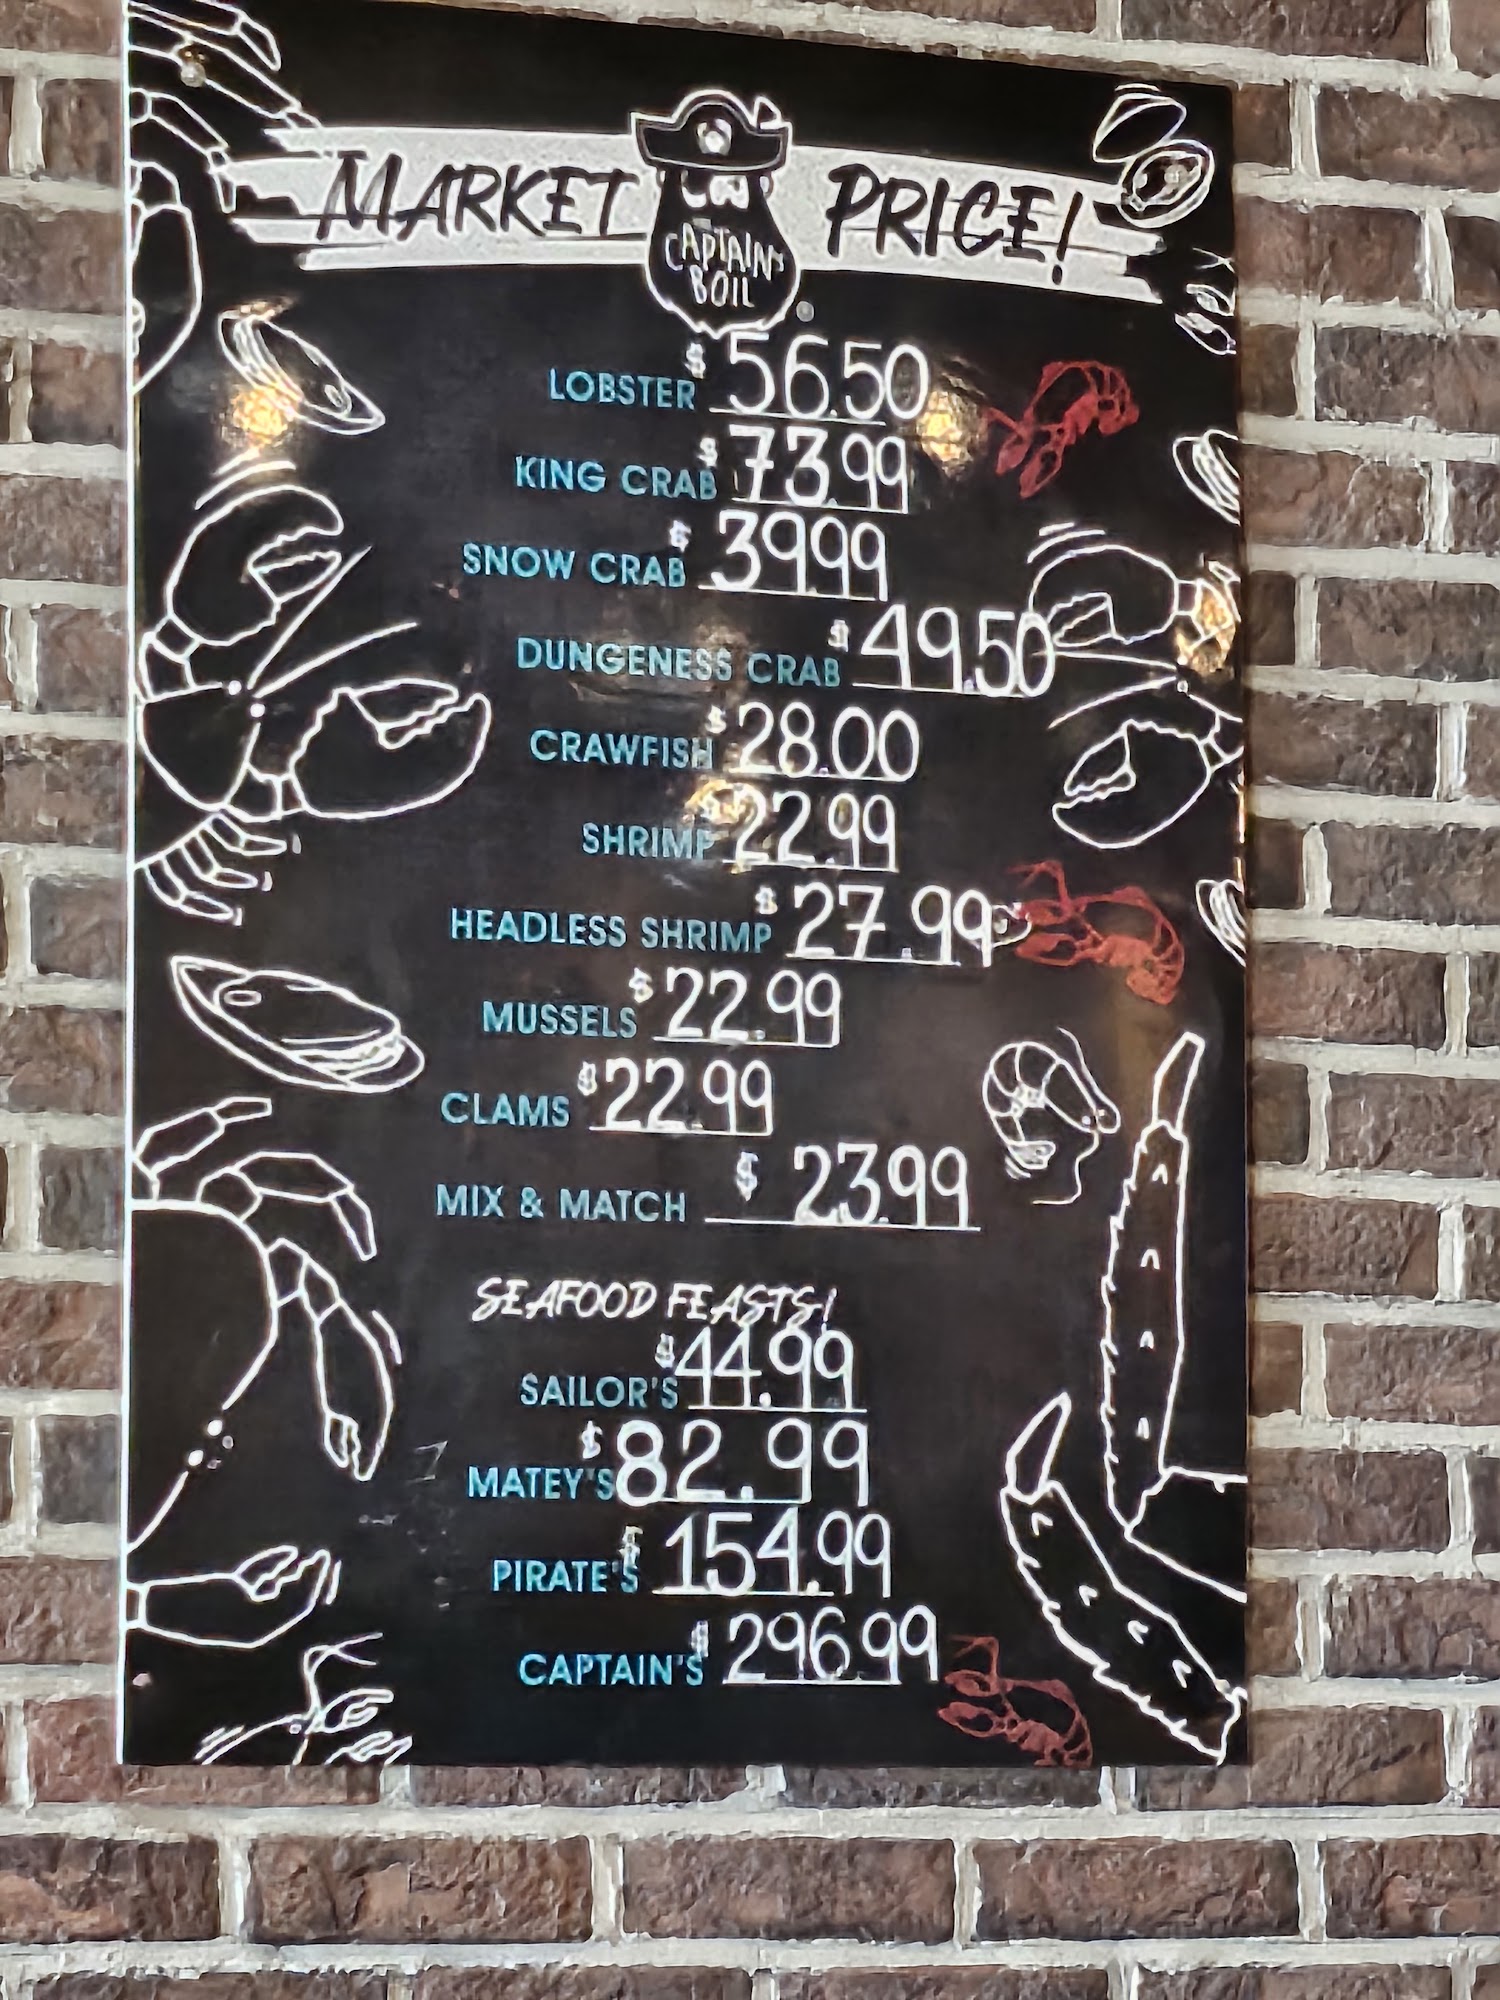 MARKET PRICE!
THE CAPTAIN'S
BOIL
LOBSTER $56.50
KING CRAB $73.99
SNOW CRAB $39.99
DUNGENESS CRAB $49.50
CRAWFISH $28.00
SHRIMP $22.99
HEADLESS SHRIMP $27.99
MUSSELS $22.99
CLAMS $22.99
MIX & MATCH $23.99
SEAFOOD FEASTS!
SAILOR'S $44.99
MATEY'S $82.99
PIRATE'S $154.99
CAPTAIN'S $296.99